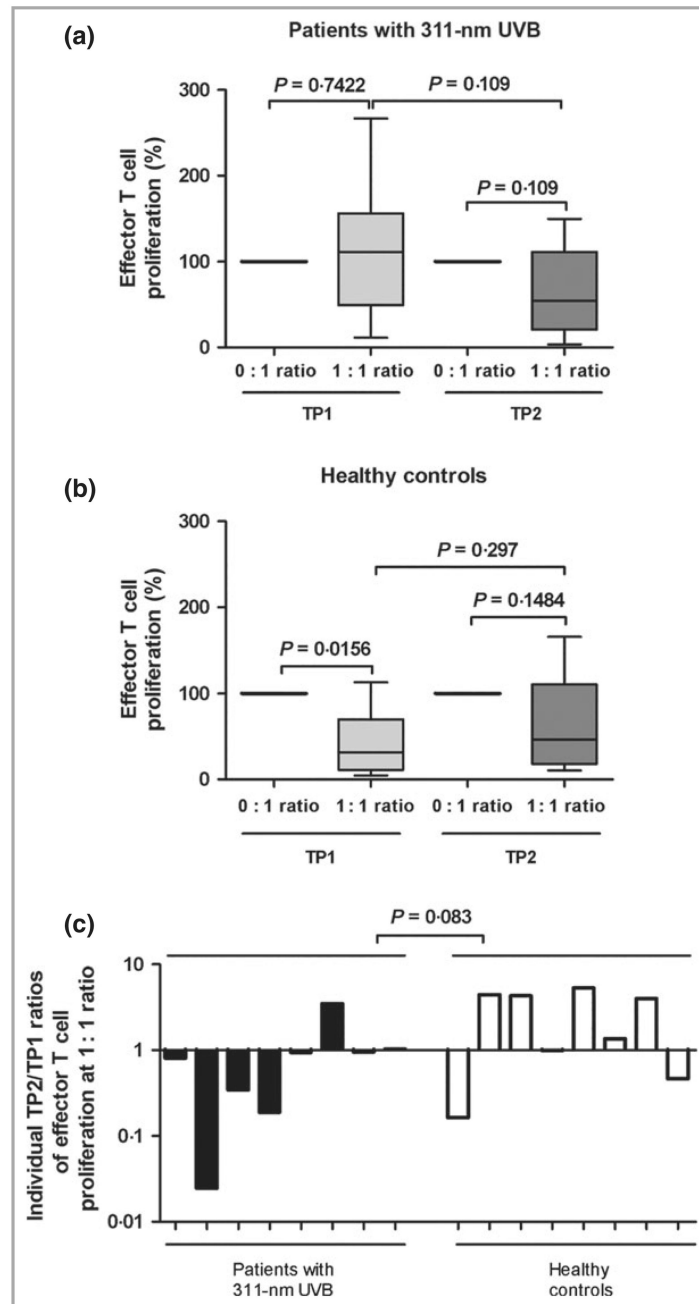 (a)
Patients with 311-nm UVB
Effector T cell
proliferation (%)
300
200
100
0
P = 0·7422
P = 0·109
P = 0·109
0 : 1 ratio 1 : 1 ratio 0 : 1 ratio 1 : 1 ratio
TP1 TP2
(b)
Healthy controls
Effector T cell
proliferation (%)
300
200
100
0
P = 0·297
P = 0·1484
P = 0·0156
0 : 1 ratio 1 : 1 ratio 0 : 1 ratio 1 : 1 ratio
TP1 TP2
(c)
P = 0·083
Individual TP2/TP1 ratios
of effector T cell
proliferation at 1 : 1 ratio
10
1
0·1
0·01
Patients with
311-nm UVB
Healthy
controls